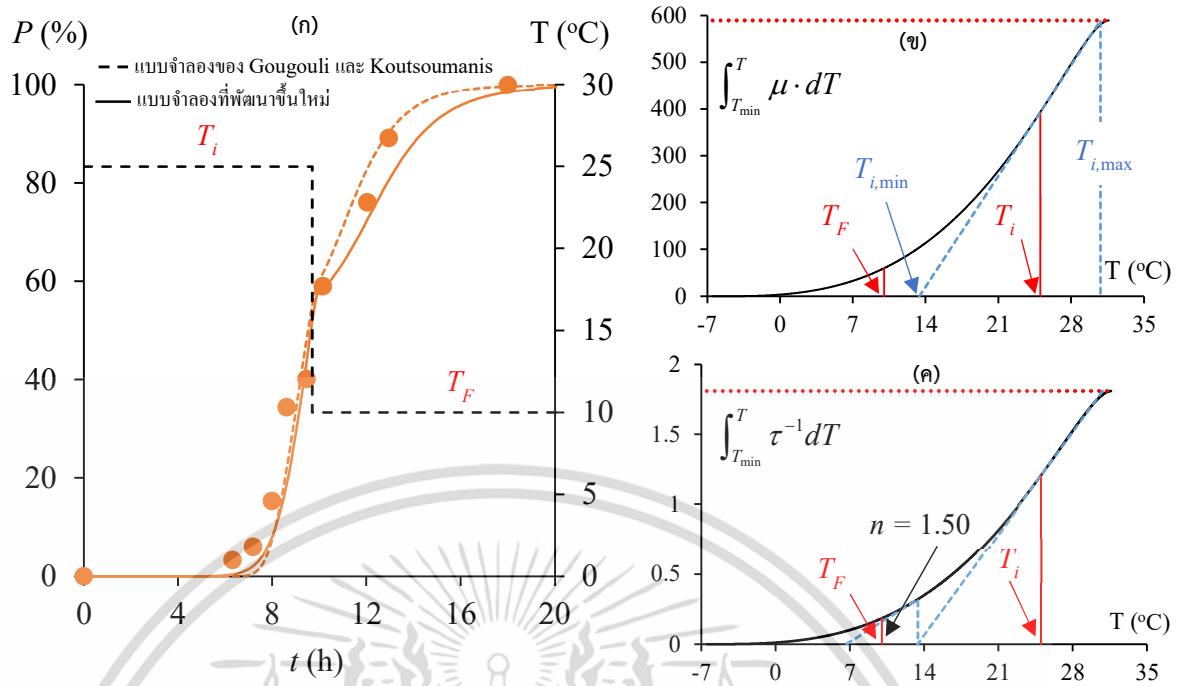 (ก)
P (%)
T (°C)
แบบจำลองของ Gougouli และ Koutsoumanis
แบบจำลองที่พัฒนาขึ้นใหม่
100
80
60
40
20
0
30
25
20
15
10
5
0
T_i
T_F
0 4 8 12 16 20
t (h)
(ข)
600
500
400
300
200
100
0
∫_{T_min}^{T} μ · dT
T_{i,min}
T_{i,max}
T_F
T_i
T (°C)
-7 0 7 14 21 28 35
(ค)
2
1.5
1
0.5
0
∫_{T_min}^{T} τ^{-1} dT
n = 1.50
T_F
T_i
T (°C)
-7 0 7 14 21 28 35